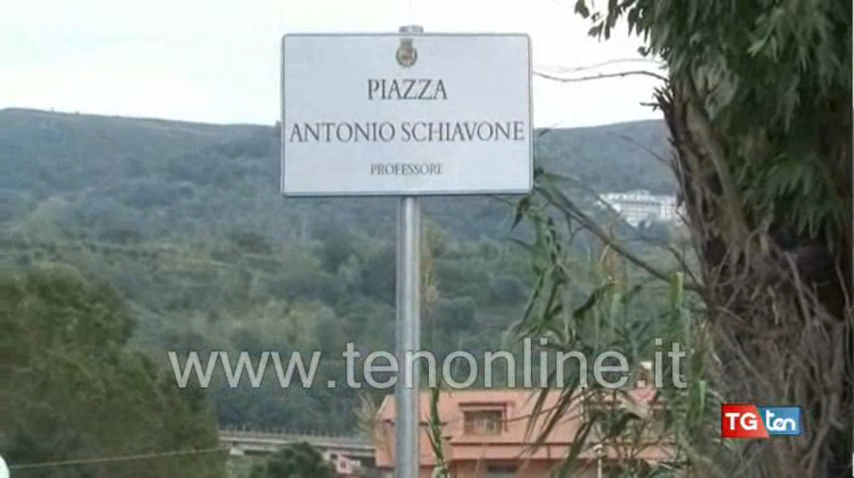 PIAZZA
ANTONIO SCHIAVONE
PROFESSORE
www.tenonline.it
TG ten